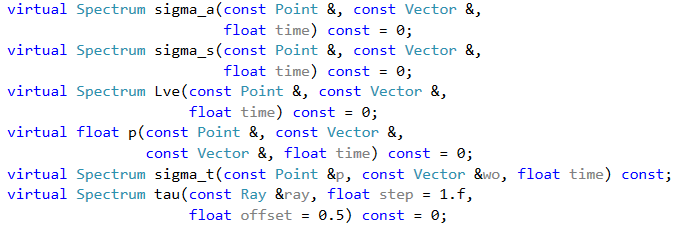 virtual Spectrum sigma_a(const Point &, const Vector &,
float time) const = 0;
virtual Spectrum sigma_s(const Point &, const Vector &,
float time) const = 0;
virtual Spectrum Lve(const Point &, const Vector &,
float time) const = 0;
virtual float p(const Point &, const Vector &,
const Vector &, float time) const = 0;
virtual Spectrum sigma_t(const Point &p, const Vector &wo, float time) const;
virtual Spectrum tau(const Ray &ray, float step = 1.f,
float offset = 0.5) const = 0;